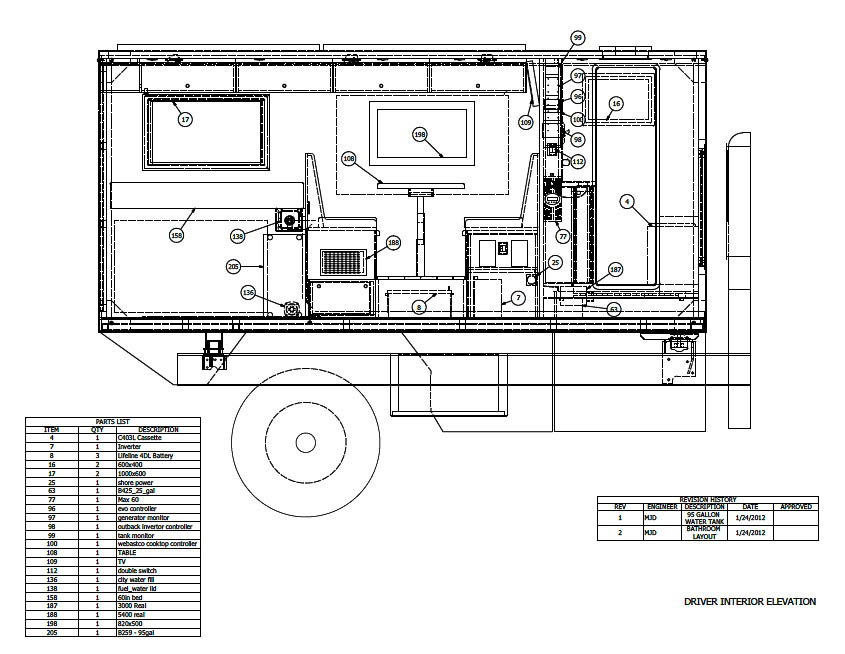 99
97
96
100
98
112
109
16
17
198
108
4
158
138
188
77
205
25
187
136
7
8
63
PARTS LIST
ITEM QTY DESCRIPTION
4 1 C403L Cassette
7 1 Inverter
8 3 Lifeline 4DL Battery
16 2 600x400
17 2 1000x600
25 1 shore power
63 1 B425_25_gal
77 1 Max 60
96 1 evo controller
97 1 generator monitor
98 1 outback invertor controller
99 1 tank monitor
100 1 webastco cooktop controller
108 1 TABLE
109 1 TV
112 1 double switch
136 1 city water fill
138 1 fuel_water lid
158 1 60in bed
187 1 3000 Real
188 1 5400 real
198 1 820x500
205 1 B259 - 95gal
REVISION HISTORY
REV ENGINEER DESCRIPTION DATE APPROVED
1 MJD 95 GALLON WATER TANK 1/24/2012
2 MJD BATHROOM LAYOUT 1/24/2012
DRIVER INTERIOR ELEVATION